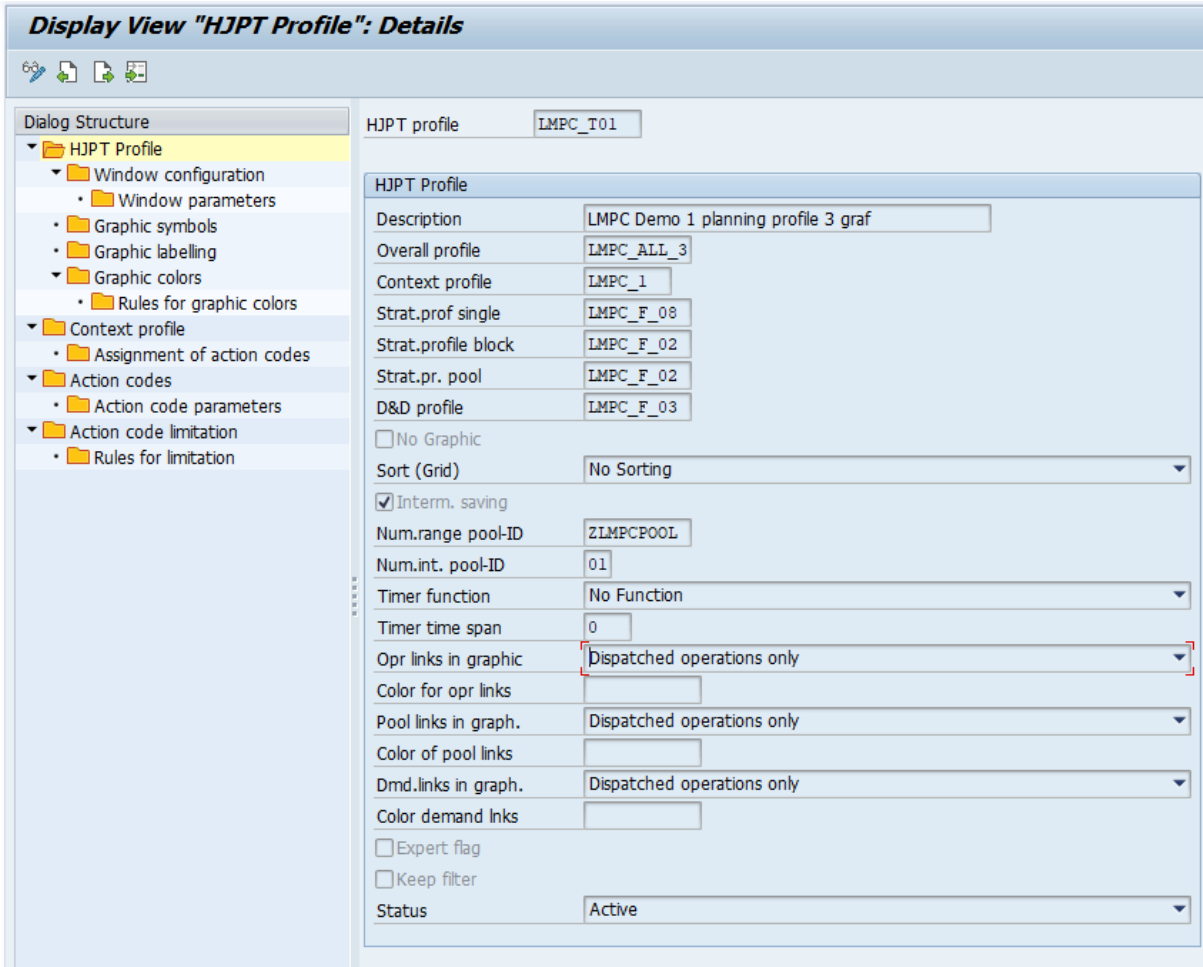 Display View "HJPT Profile": Details
Dialog Structure
HJPT Profile
Window configuration
Window parameters
Graphic symbols
Graphic labelling
Graphic colors
Rules for graphic colors
Context profile
Assignment of action codes
Action codes
Action code parameters
Action code limitation
Rules for limitation
HJPT profile LMPC_T01
HJPT Profile
Description LMPC Demo 1 planning profile 3 graf
Overall profile LMPC_ALL_3
Context profile LMPC_1
Strat.prof single LMPC_F_08
Strat.profile block LMPC_F_02
Strat.pr. pool LMPC_F_02
D&D profile LMPC_F_03
No Graphic
Sort (Grid) No Sorting
Interm. saving
Num.range pool-ID ZLMPCPOOL
Num.int. pool-ID 01
Timer function No Function
Timer time span 0
Opr links in graphic Dispatched operations only
Color for opr links
Pool links in graph. Dispatched operations only
Color of pool links
Dmd.links in graph. Dispatched operations only
Color demand lnks
Expert flag
Keep filter
Status Active